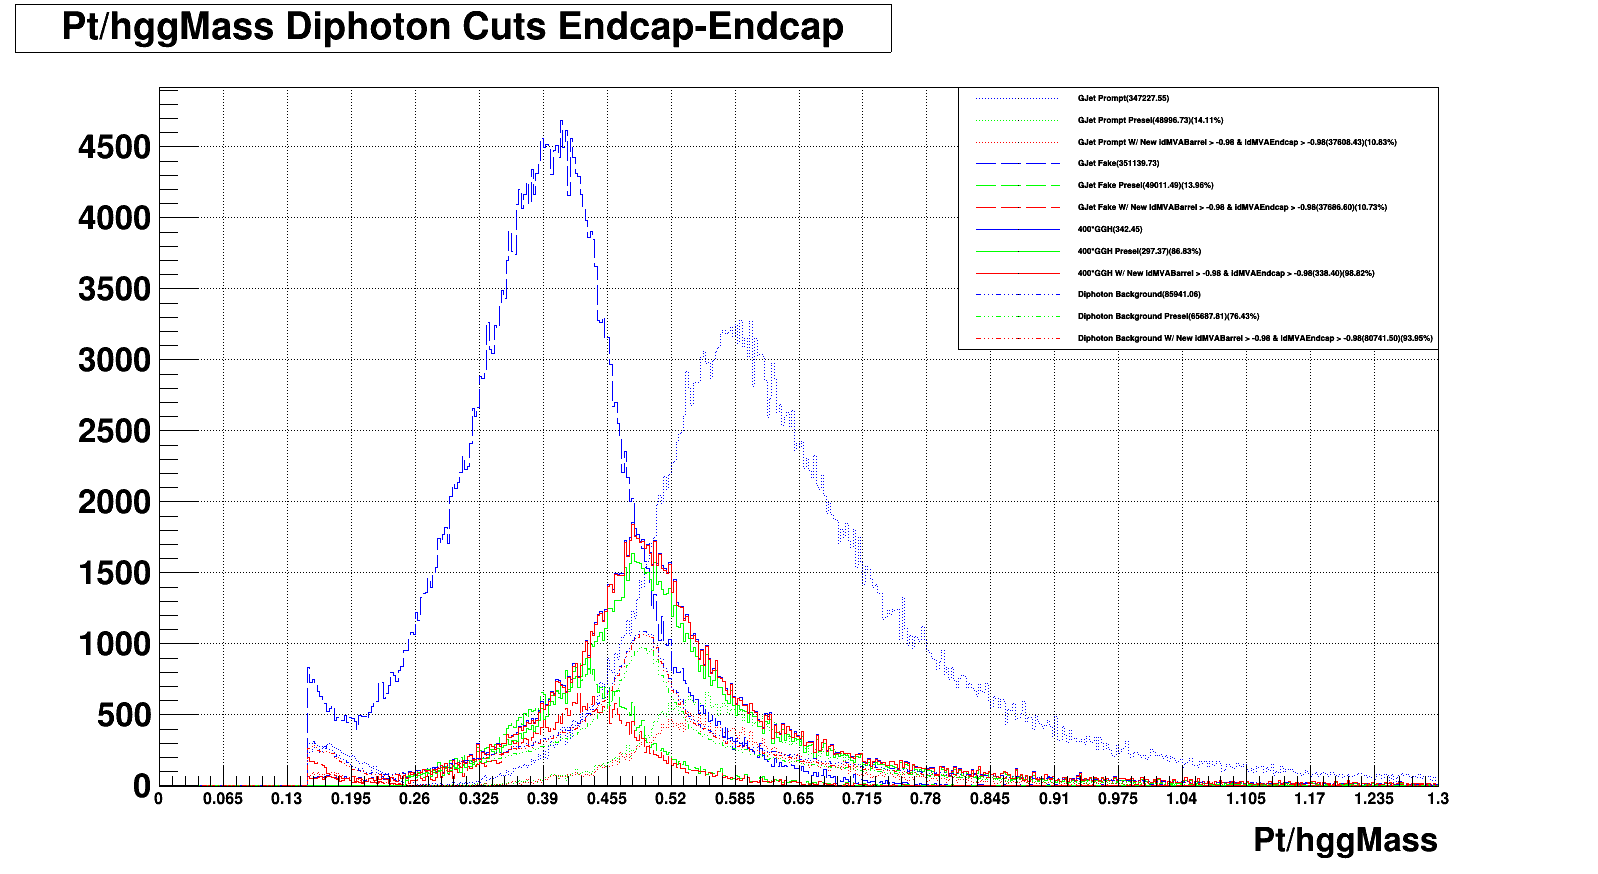 Pt/hggMass Diphoton Cuts Endcap-Endcap
GJet Prompt(347227.55)
GJet Prompt Presel(48996.73)(14.11%)
GJet Prompt W/ New idMVABarrel > -0.98 & idMVAEndcap > -0.98(37608.43)(10.83%)
GJet Fake(351139.73)
GJet Fake Presel(49011.49)(13.96%)
GJet Fake W/ New idMVABarrel > -0.98 & idMVAEndcap > -0.98(37686.60)(10.73%)
400*GGH(342.45)
400*GGH Presel(297.37)(86.83%)
400*GGH W/ New idMVABarrel > -0.98 & idMVAEndcap > -0.98(338.40)(98.82%)
Diphoton Background(85941.06)
Diphoton Background Presel(65687.81)(76.43%)
Diphoton Background W/ New idMVABarrel > -0.98 & idMVAEndcap > -0.98(80741.50)(93.95%)
4500
4000
3500
3000
2500
2000
1500
1000
500
0
0 0.065 0.13 0.195 0.26 0.325 0.39 0.455 0.52 0.585 0.65 0.715 0.78 0.845 0.91 0.975 1.04 1.105 1.17 1.235 1.3
Pt/hggMass